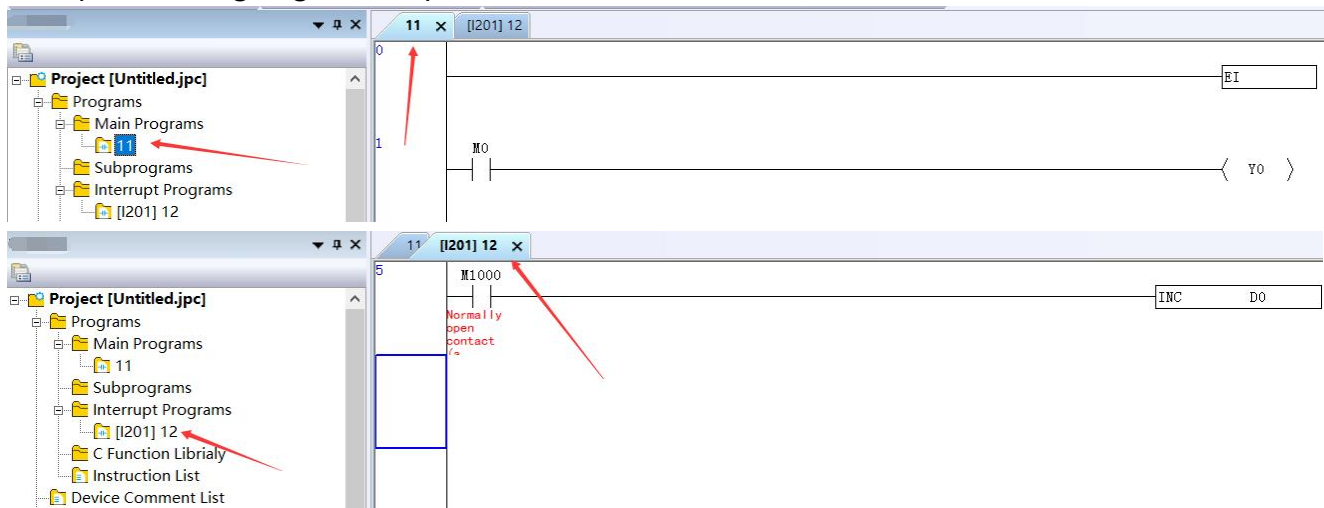 11 × [I201] 12
Project [Untitled.jpc]
Programs
Main Programs
11
Subprograms
Interrupt Programs
[I201] 12
0
EI
1
M0
Y0
11 [I201] 12 ×
Project [Untitled.jpc]
Programs
Main Programs
11
Subprograms
Interrupt Programs
[I201] 12
C Function Librialy
Instruction List
Device Comment List
5
M1000
INC D0
Normally
open
contact